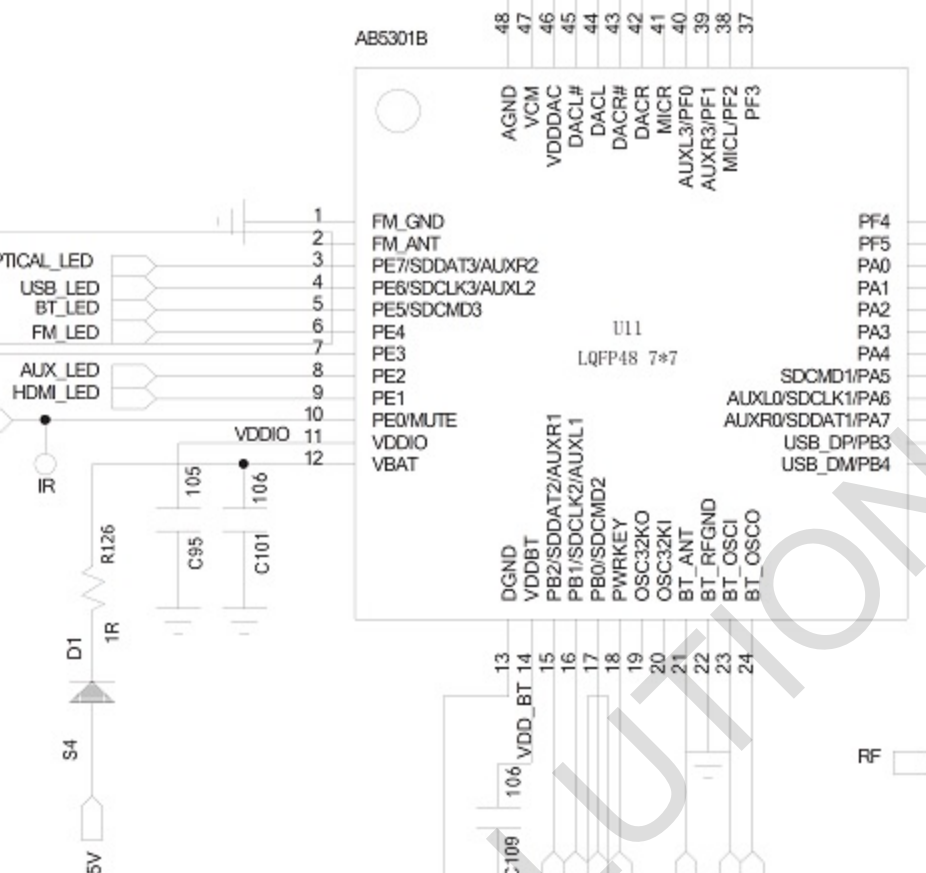 48 47 46 45 44 43 42 41 40 39 38 37
AB5301B
AGND
VCM
VDDDAC
DACL#
DACL
DACR#
DACR
MICR
AUXL3/PF0
AUXR3/PF1
MICL/PF2
PF3
1 FM_GND
2 FM_ANT
PTICAL_LED 3 PE7/SDDAT3/AUXR2
USB_LED 4 PE6/SDCLK3/AUXL2
BT_LED 5 PE5/SDCMD3
FM_LED 6 PE4
7 PE3
AUX_LED 8 PE2
HDMI_LED 9 PE1
10 PE0/MUTE
VDDIO 11 VDDIO
12 VBAT
IR
U11
LQFP48 7*7
PF4
PF5
PA0
PA1
PA2
PA3
PA4
SDCMD1/PA5
AUXL0/SDCLK1/PA6
AUXR0/SDDAT1/PA7
USB_DP/PB3
USB_DM/PB4
105
C95
106
C101
R126
1R
D1
S4
5V
DGND
VDDBT
PB2/SDDAT2/AUXR1
PB1/SDCLK2/AUXL1
PB0/SDCMD2
PWRKEY
OSC32KO
OSC32KI
BT_ANT
BT_RFGND
BT_OSCI
BT_OSCO
13 14 15 16 17 18 19 20 21 22 23 24
VDD_BT
106
C109
RF
UTION